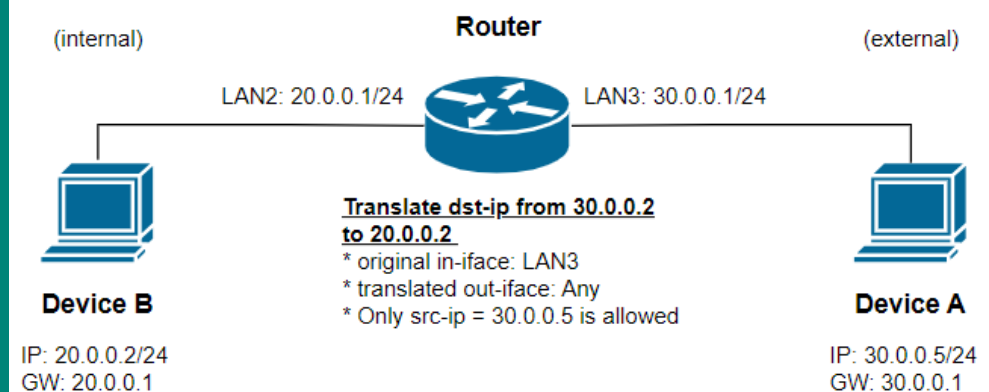 Router
(internal)
(external)
LAN2: 20.0.0.1/24
LAN3: 30.0.0.1/24
Translate dst-ip from 30.0.0.2
to 20.0.0.2
* original in-iface: LAN3
* translated out-iface: Any
* Only src-ip = 30.0.0.5 is allowed
Device B
IP: 20.0.0.2/24
GW: 20.0.0.1
Device A
IP: 30.0.0.5/24
GW: 30.0.0.1